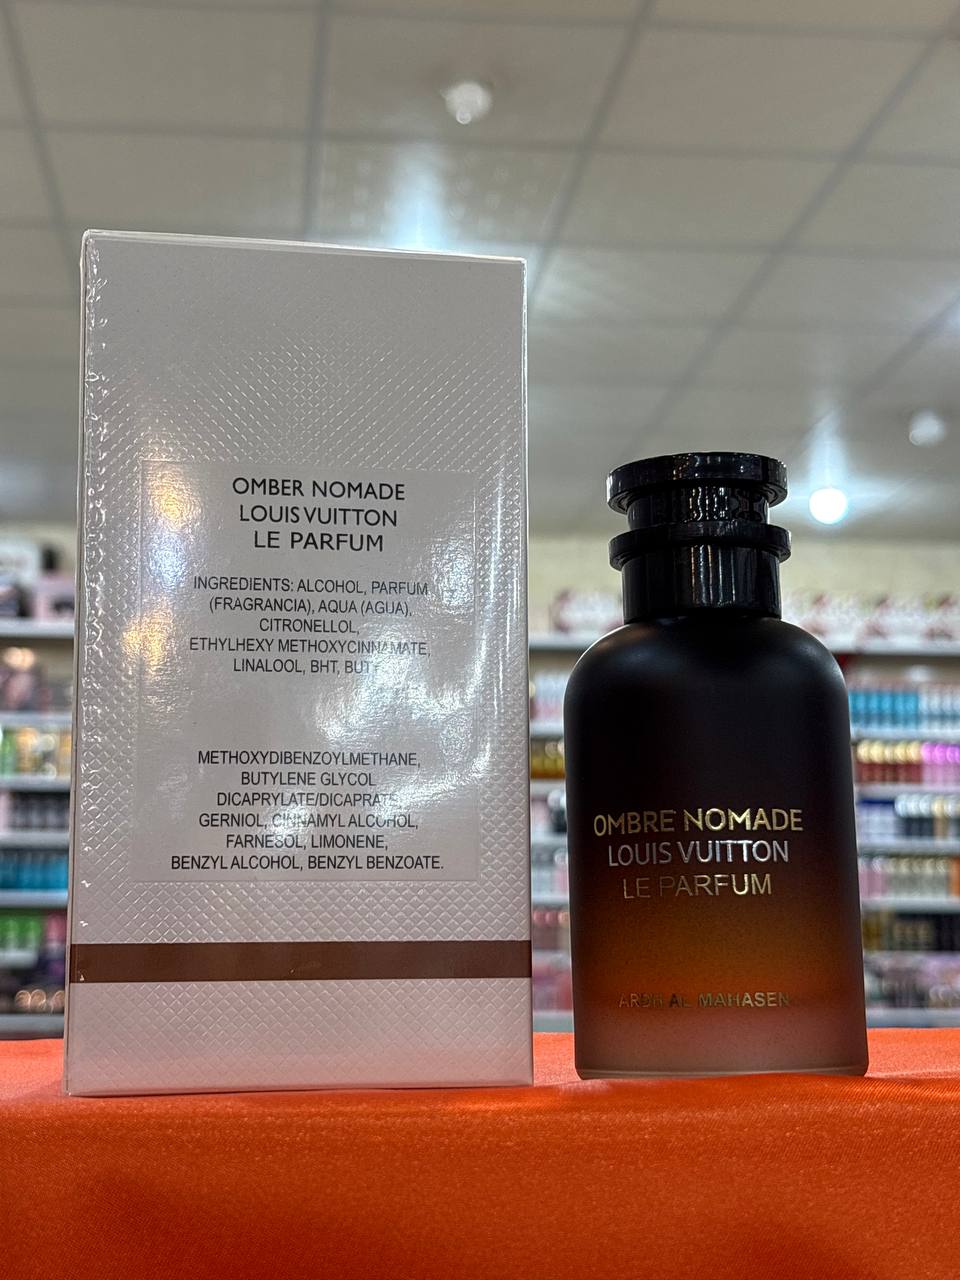 OMBER NOMADE
LOUIS VUITTON
LE PARFUM
INGREDIENTS: ALCOHOL, PARFUM
(FRAGRANCIA), AQUA (AGUA),
CITRONELLOL,
ETHYLHEXY METHOXYCINNAMATE,
LINALOOL, BHT,
METHOXYDIBENZOYLMETHANE,
BUTYLENE GLYCOL
DICAPRYLATE/DICAPRATE
GERNIOL, CINNAMYL ALCOHOL,
FARNESOL, LIMONENE,
BENZYL ALCOHOL, BENZYL BENZOATE.
OMBRE NOMADE
LOUIS VUITTON
LE PARFUM
ARDH AL MAHASEN